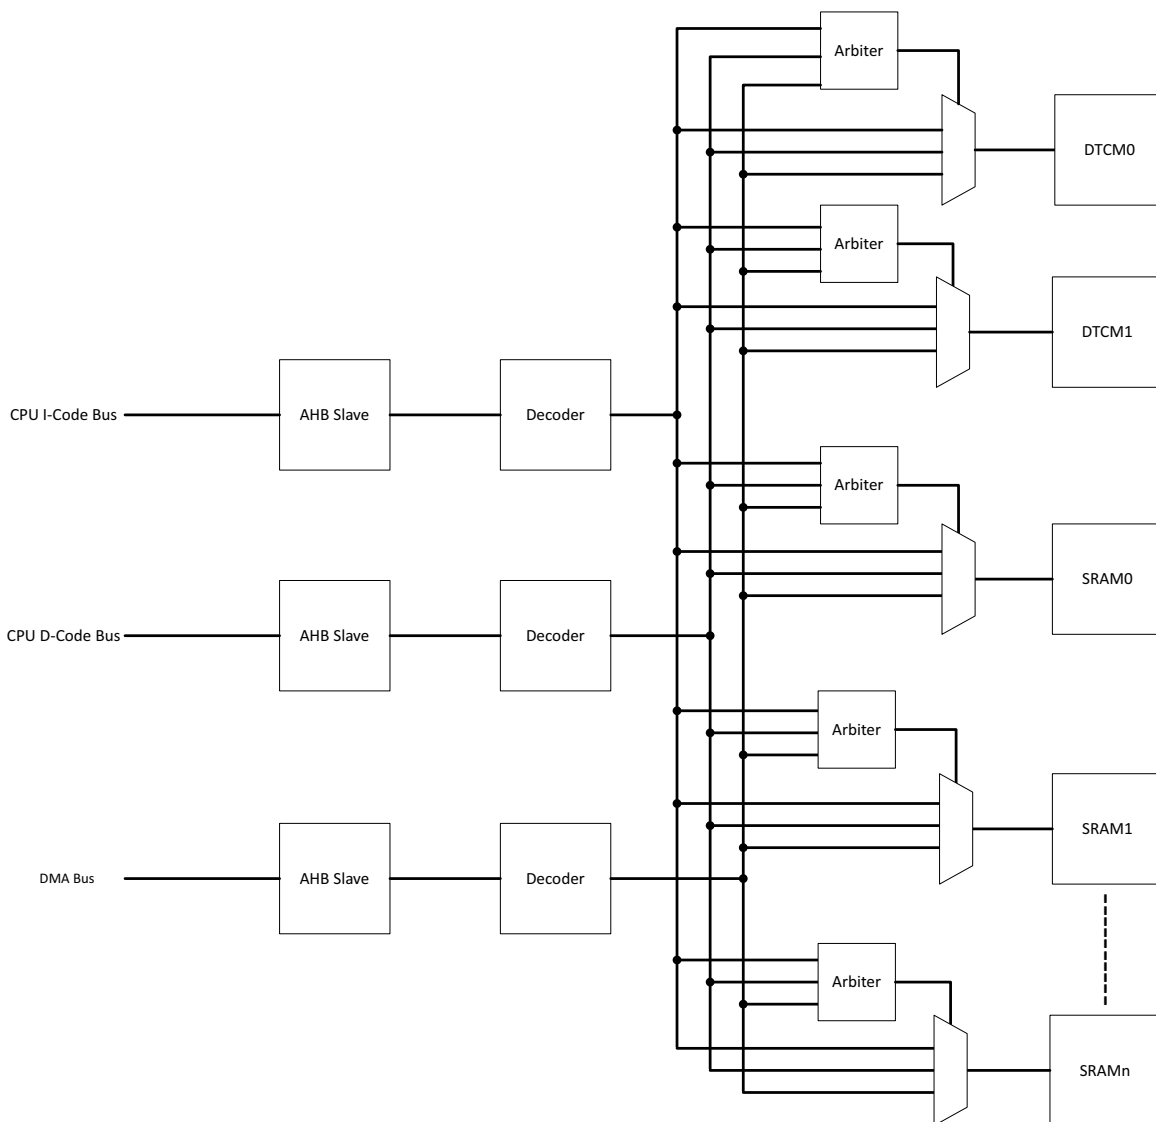 Arbiter
DTCM0
Arbiter
DTCM1
CPU I-Code Bus
AHB Slave
Decoder
Arbiter
SRAM0
CPU D-Code Bus
AHB Slave
Decoder
Arbiter
SRAM1
DMA Bus
AHB Slave
Decoder
Arbiter
SRAMn